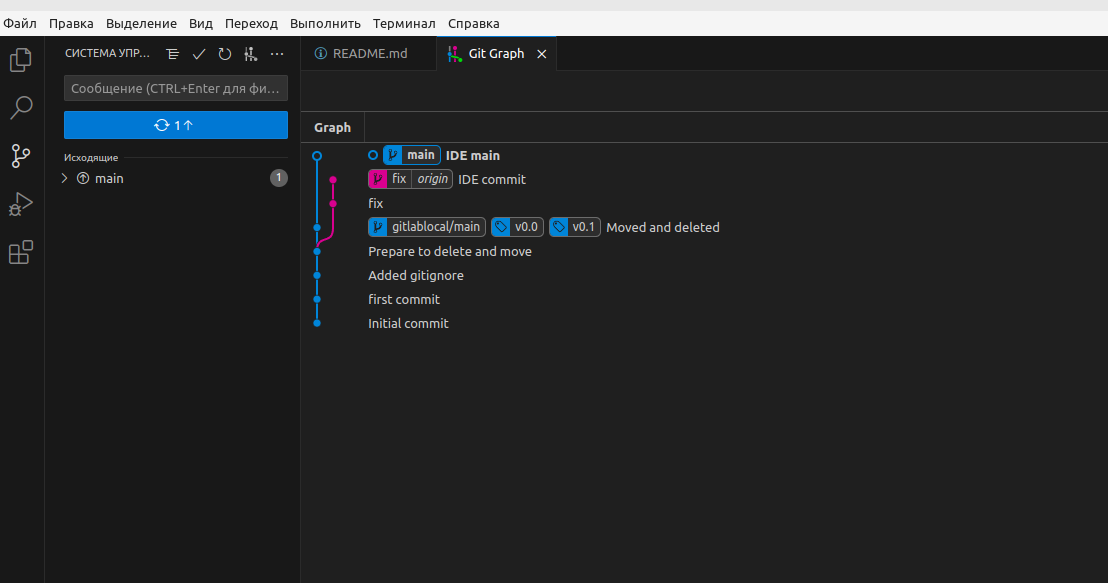 Файл Правка Выделение Вид Переход Выполнить Терминал Справка
СИСТЕМА УПР...
README.md
Git Graph
Сообщение (CTRL+Enter для фи...
1↑
Исходящие
main 1
Graph
main IDE main
fix origin IDE commit
fix
gitlablocal/main v0.0 v0.1 Moved and deleted
Prepare to delete and move
Added gitignore
first commit
Initial commit